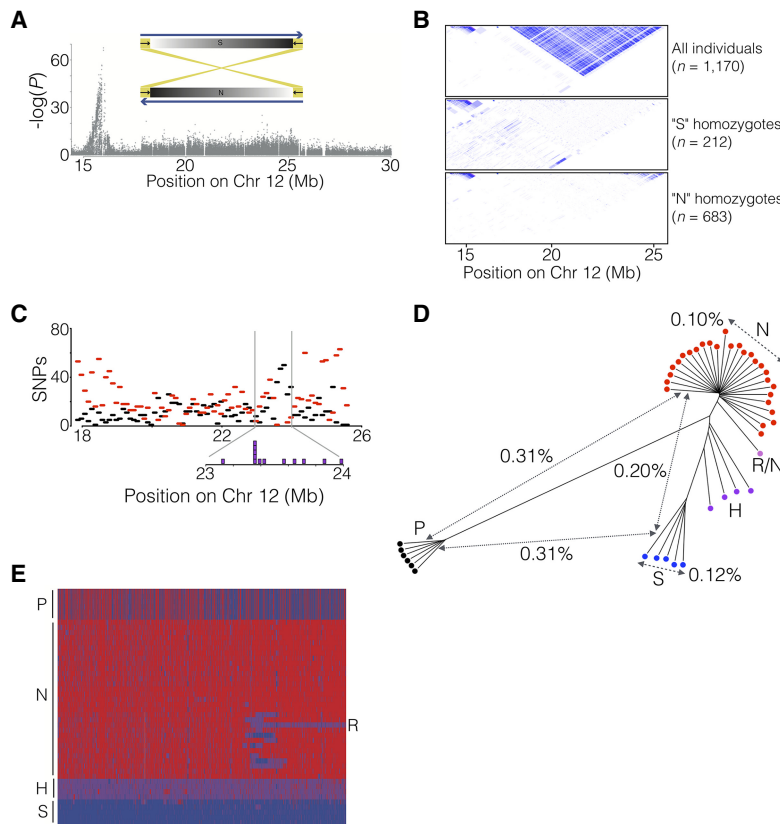 A
S
N
-log(P)
60
30
0
15
20
25
30
Position on Chr 12 (Mb)
B
All individuals
(n = 1,170)
"S" homozygotes
(n = 212)
"N" homozygotes
(n = 683)
15
20
25
Position on Chr 12 (Mb)
C
SNPs
80
40
0
18
22
26
23
24
Position on Chr 12 (Mb)
D
0.10%
N
0.31%
0.20%
R/N
H
P
0.31%
S
0.12%
E
P
N
R
H
S